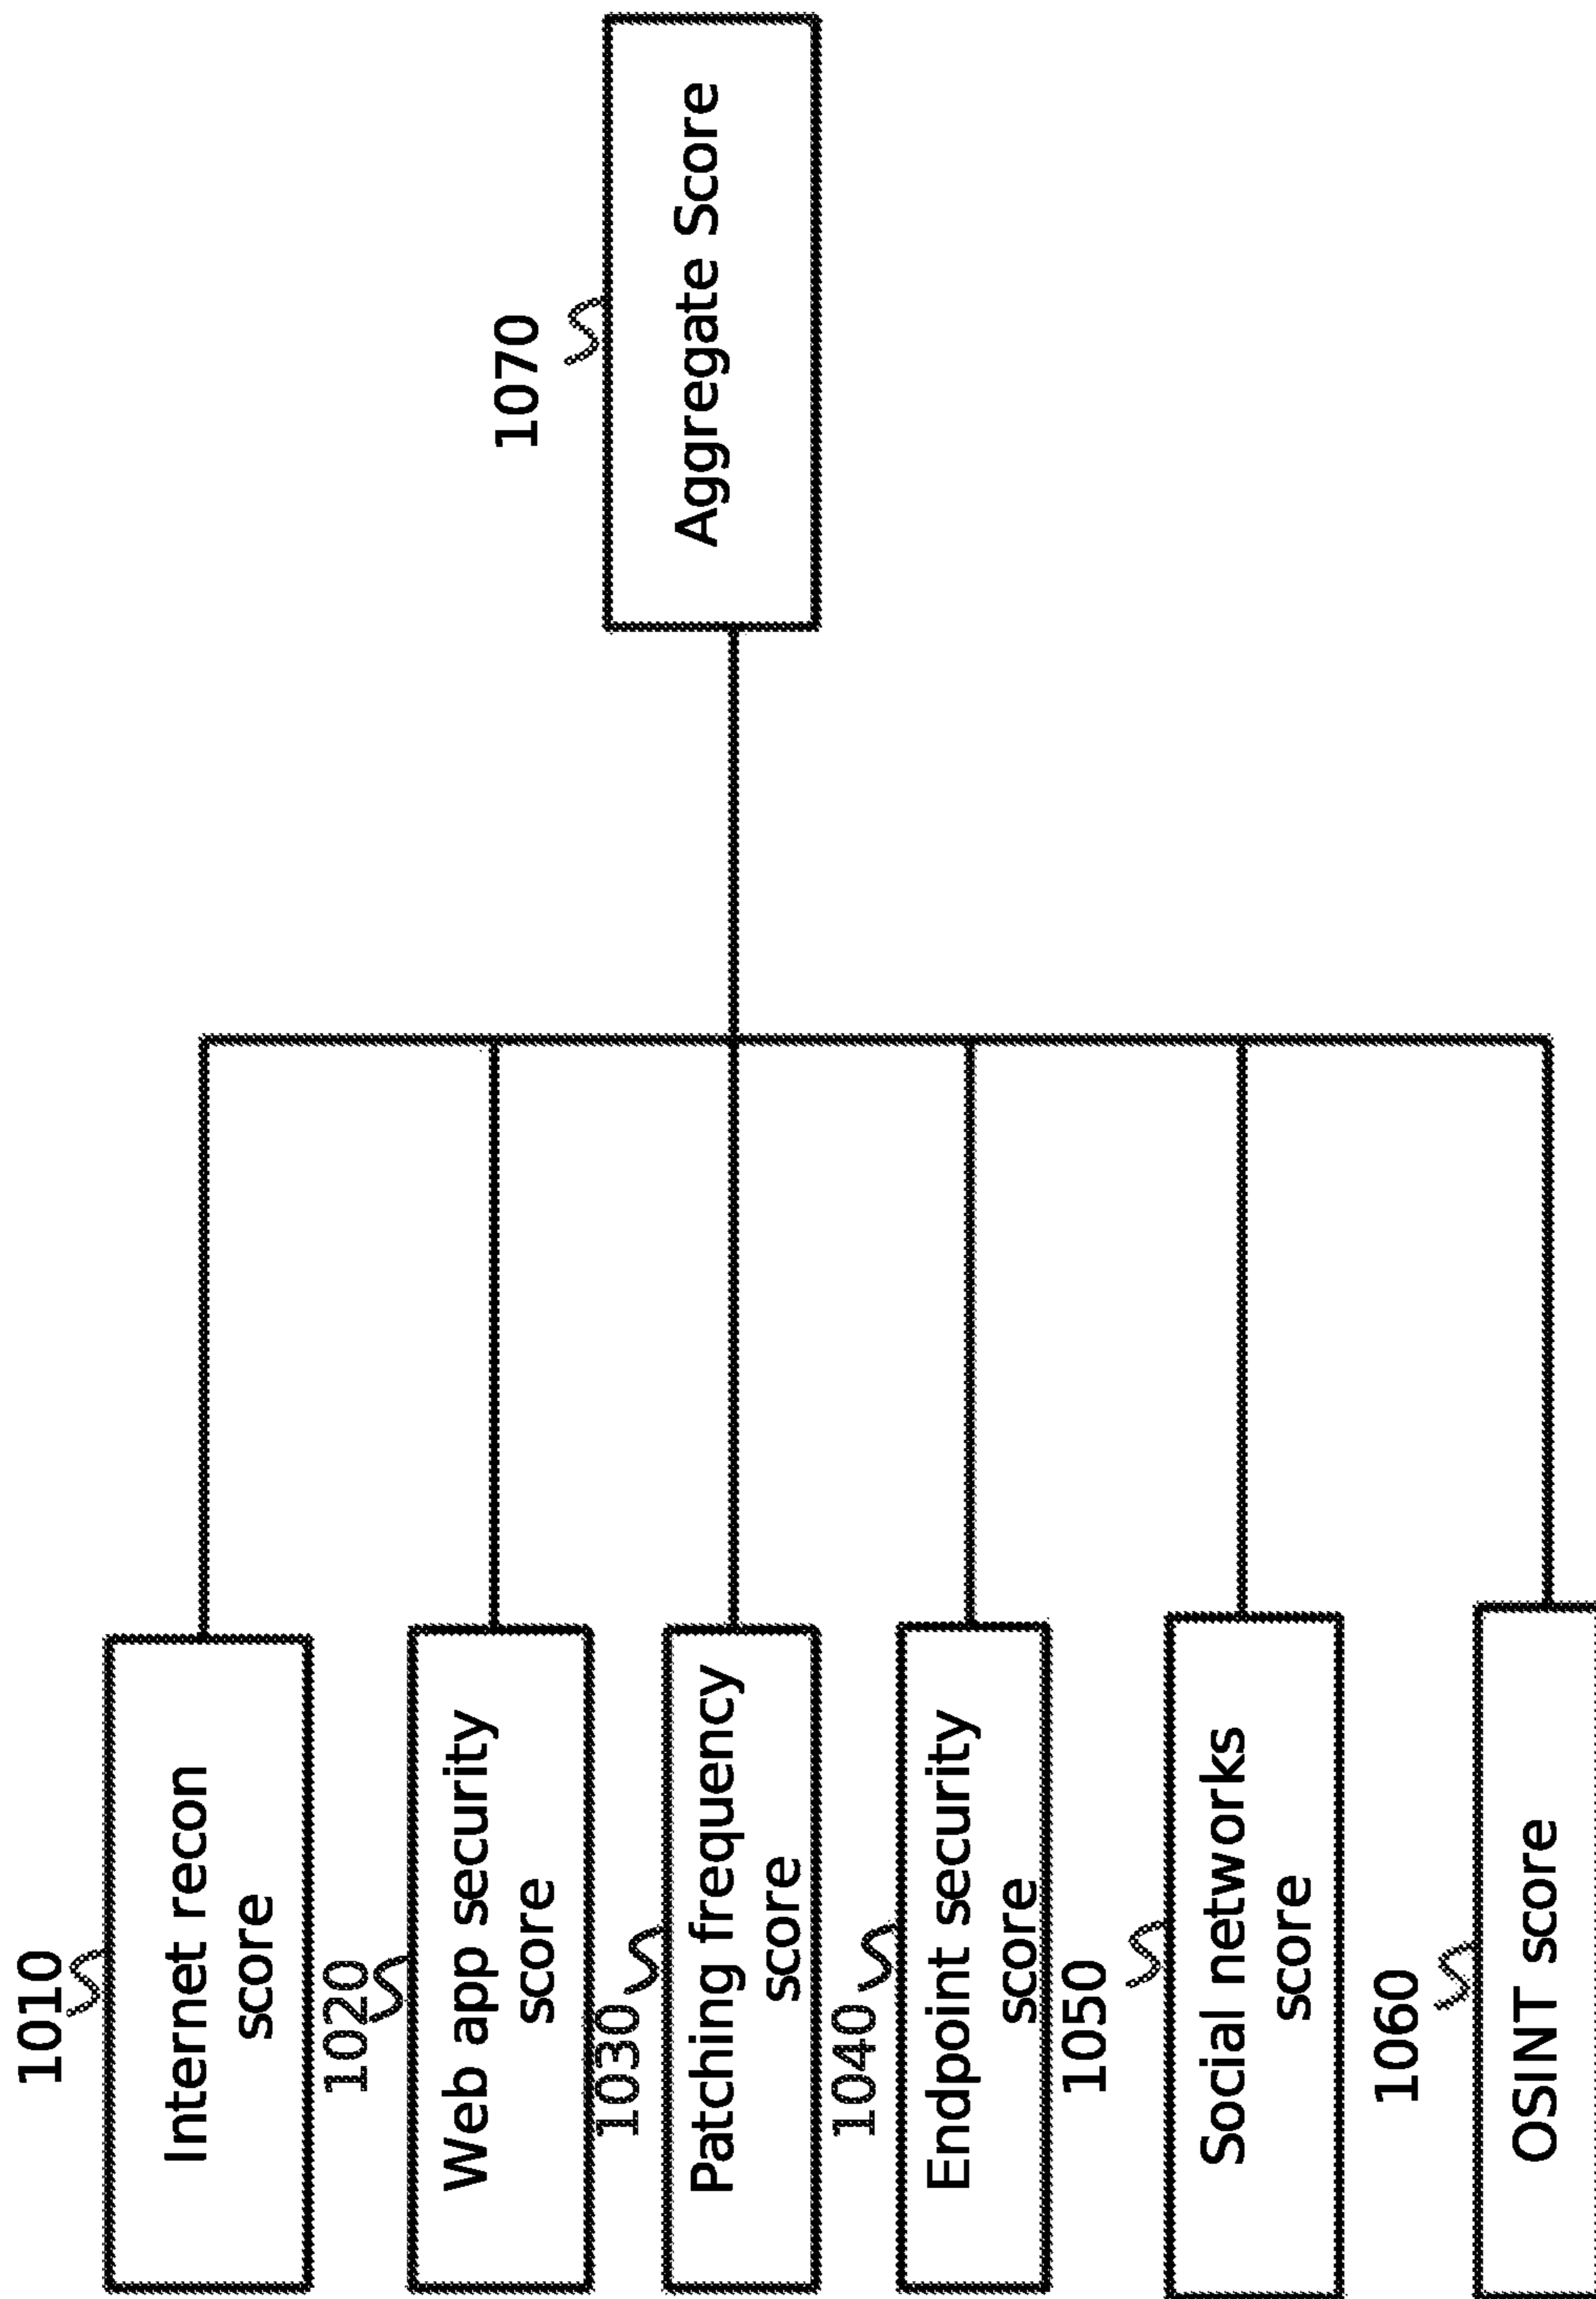 1010
Internet recon
score
1020
Web app security
score
1030
Patching frequency
score
1040
Endpoint security
score
1050
Social networks
score
1060
OSINT score
1070
Aggregate Score